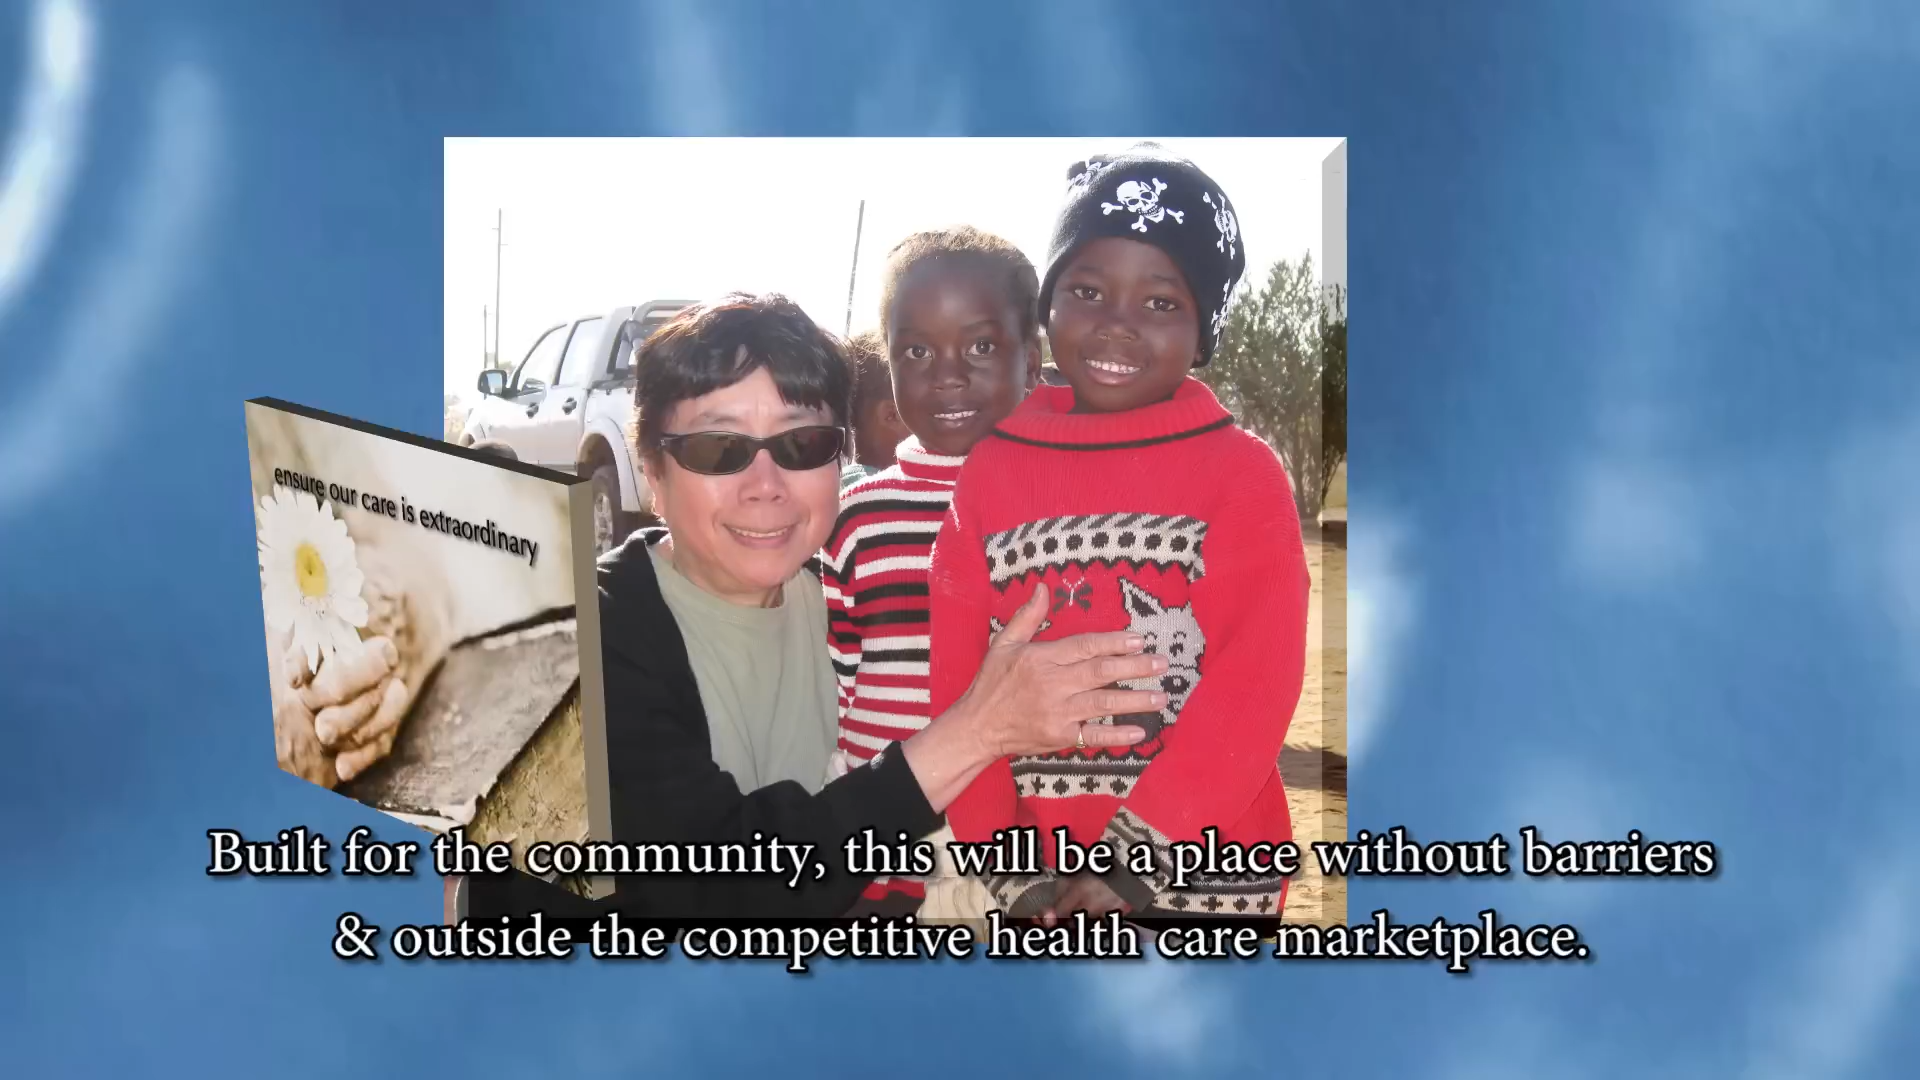 ensure our care is extraordinary
Built for the community, this will be a place without barriers
& outside the competitive health care marketplace.